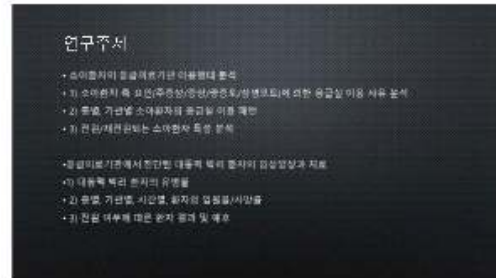 연구주제
• 소아환자의 응급의료기관 이용행태 분석
• 1) 소아환자 측 요인(주증상/증상/중증도/상병코드)에 의한 응급실 이용 사유 분석
• 2) 종별, 기관별 소아환자의 응급실 이용 패턴
• 3) 전원/재전원되는 소아환자 특성 분석
•응급의료기관에서 진단된 대동맥 박리 환자의 임상양상과 치료
•1) 대동맥 박리 환자의 유병률
• 2) 종별, 기관별, 시간별, 환자의 입원율/사망률
• 3) 전원 여부에 따른 환자 결과 및 예후